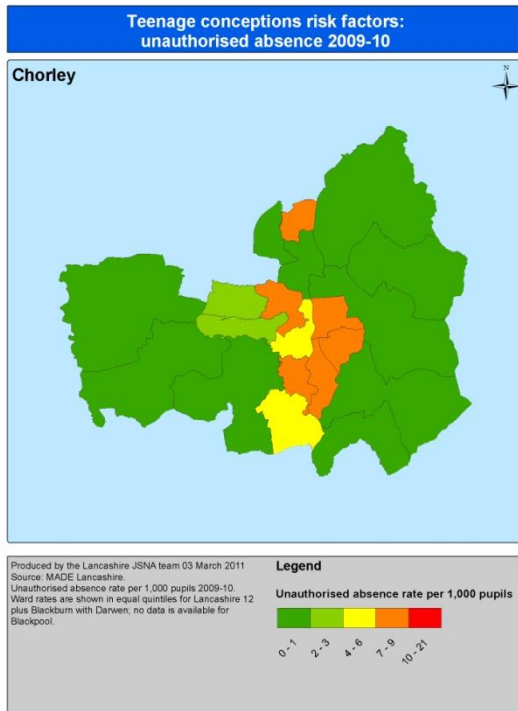 Teenage conceptions risk factors:
unauthorised absence 2009-10
Chorley
N
Produced by the Lancashire JSNA team 03 March 2011
Source: MADE Lancashire.
Unauthorised absence rate per 1,000 pupils 2009-10.
Ward rates are shown in equal quintiles for Lancashire 12
plus Blackburn with Darwen; no data is available for
Blackpool.
Legend
Unauthorised absence rate per 1,000 pupils
0 - 1
2 - 3
4 - 6
7 - 9
10 - 21